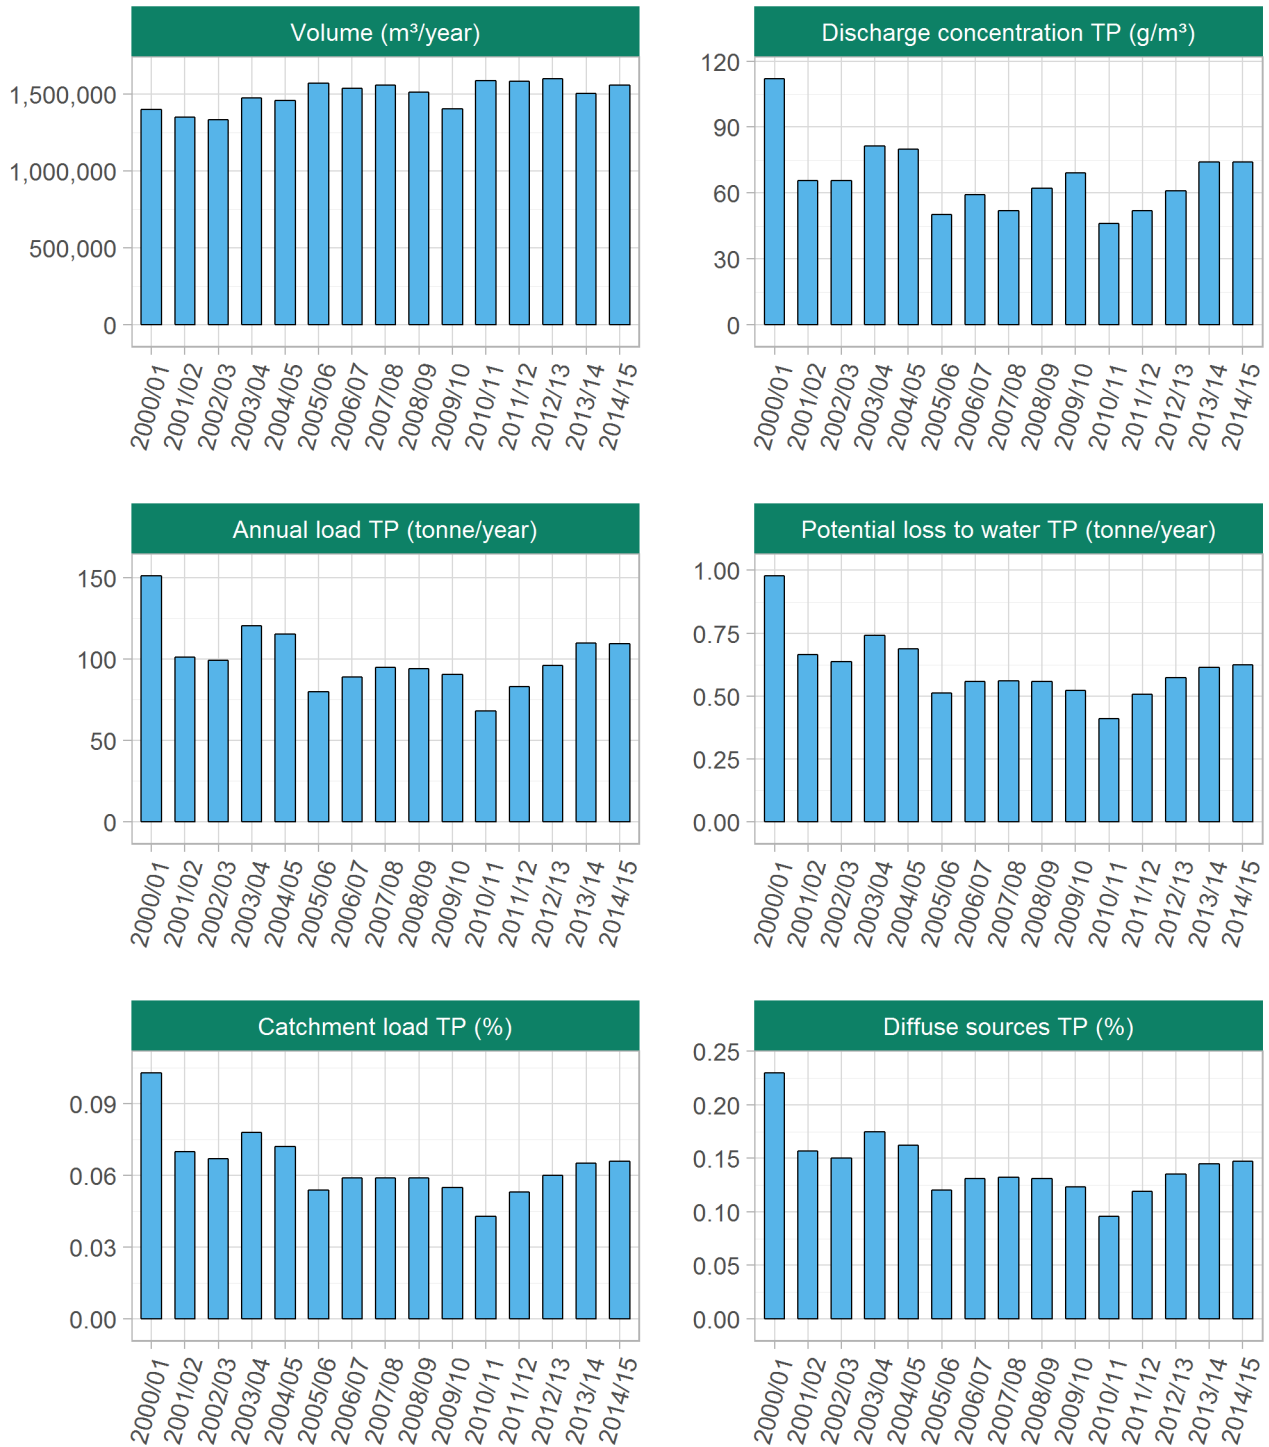 Volume (m³/year)
1,500,000
1,000,000
500,000
0
2000/01 2001/02 2002/03 2003/04 2004/05 2005/06 2006/07 2007/08 2008/09 2009/10 2010/11 2011/12 2012/13 2013/14 2014/15
Discharge concentration TP (g/m³)
120
90
60
30
0
2000/01 2001/02 2002/03 2003/04 2004/05 2005/06 2006/07 2007/08 2008/09 2009/10 2010/11 2011/12 2012/13 2013/14 2014/15
Annual load TP (tonne/year)
150
100
50
0
2000/01 2001/02 2002/03 2003/04 2004/05 2005/06 2006/07 2007/08 2008/09 2009/10 2010/11 2011/12 2012/13 2013/14 2014/15
Potential loss to water TP (tonne/year)
1.00
0.75
0.50
0.25
0.00
2000/01 2001/02 2002/03 2003/04 2004/05 2005/06 2006/07 2007/08 2008/09 2009/10 2010/11 2011/12 2012/13 2013/14 2014/15
Catchment load TP (%)
0.09
0.06
0.03
0.00
2000/01 2001/02 2002/03 2003/04 2004/05 2005/06 2006/07 2007/08 2008/09 2009/10 2010/11 2011/12 2012/13 2013/14 2014/15
Diffuse sources TP (%)
0.25
0.20
0.15
0.10
0.05
0.00
2000/01 2001/02 2002/03 2003/04 2004/05 2005/06 2006/07 2007/08 2008/09 2009/10 2010/11 2011/12 2012/13 2013/14 2014/15